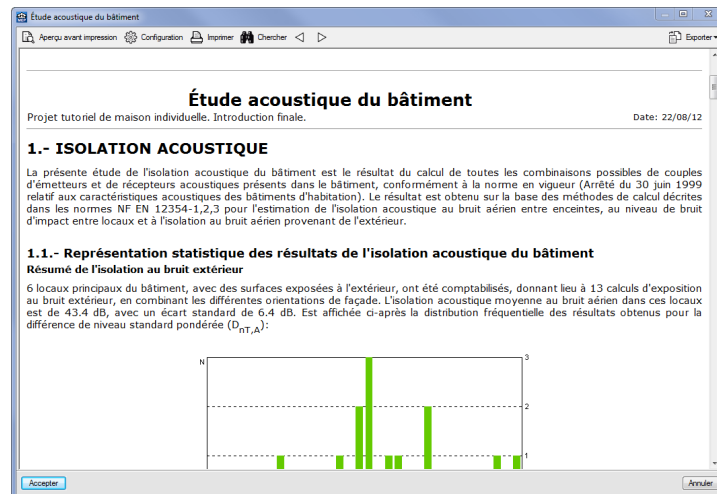 Étude acoustique du bâtiment
Aperçu avant impression Configuration Imprimer Chercher Exporter
Étude acoustique du bâtiment
Projet tutoriel de maison individuelle. Introduction finale. Date: 22/08/12
1.- ISOLATION ACOUSTIQUE
La présente étude de l'isolation acoustique du bâtiment est le résultat du calcul de toutes les combinaisons possibles de couples
d'émetteurs et de récepteurs acoustiques présents dans le bâtiment, conformément à la norme en vigueur (Arrêté du 30 juin 1999
relatif aux caractéristiques acoustiques des bâtiments d'habitation). Le résultat est obtenu sur la base des méthodes de calcul décrites
dans les normes NF EN 12354-1,2,3 pour l'estimation de l'isolation acoustique au bruit aérien entre enceintes, au niveau de bruit
d'impact entre locaux et à l'isolation au bruit aérien provenant de l'extérieur.
1.1.- Représentation statistique des résultats de l'isolation acoustique du bâtiment
Résumé de l'isolation au bruit extérieur
6 locaux principaux du bâtiment, avec des surfaces exposées à l'extérieur, ont été comptabilisés, donnant lieu à 13 calculs d'exposition
au bruit extérieur, en combinant les différentes orientations de façade. L'isolation acoustique moyenne au bruit aérien dans ces locaux
est de 43.4 dB, avec un écart standard de 6.4 dB. Est affichée ci-après la distribution fréquentielle des résultats obtenus pour la
différence de niveau standard pondérée (DnT,A):
N 3
2
1
Accepter Annuler